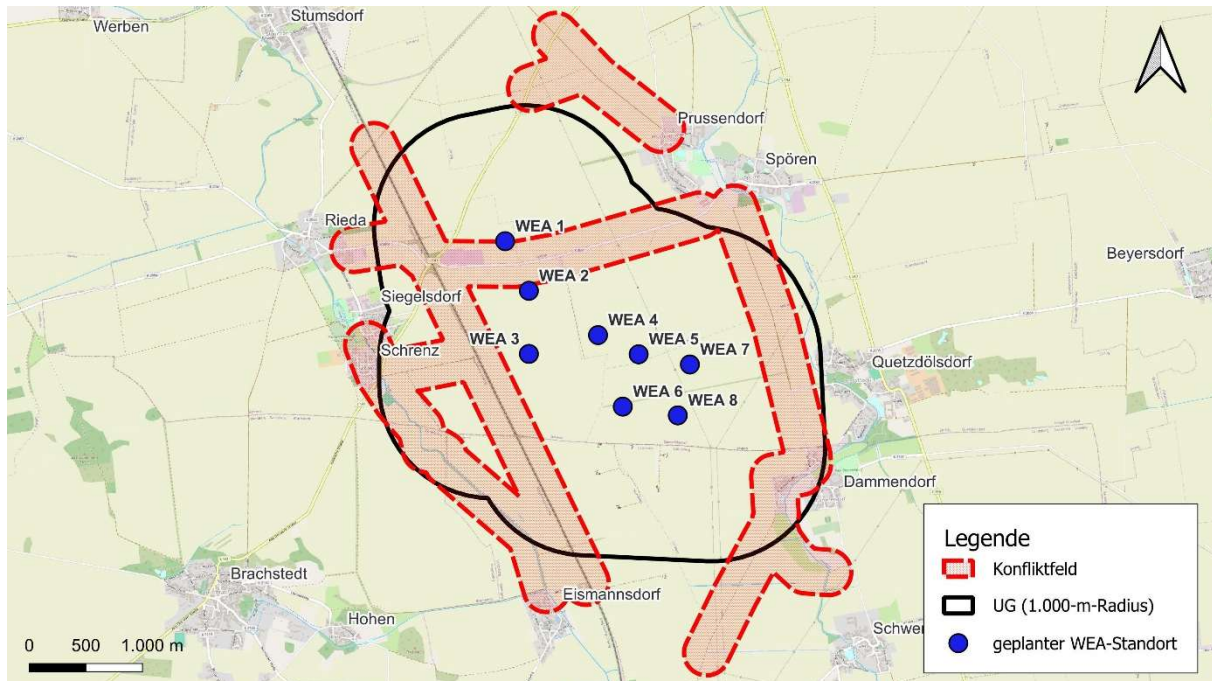 Stumsdorf
Werben
Prussendorf
Spören
Rieda
WEA 1
Beyersdorf
WEA 2
Siegelsdorf
WEA 4
Schrenz
WEA 3
WEA 5
WEA 7
Quetzdölsdorf
WEA 6
WEA 8
Dammendorf
Legende
Konfliktfeld
UG (1.000-m-Radius)
geplanter WEA-Standort
Brachstedt
Eismannsdorf
Hohen
Schwe
0 500 1.000 m